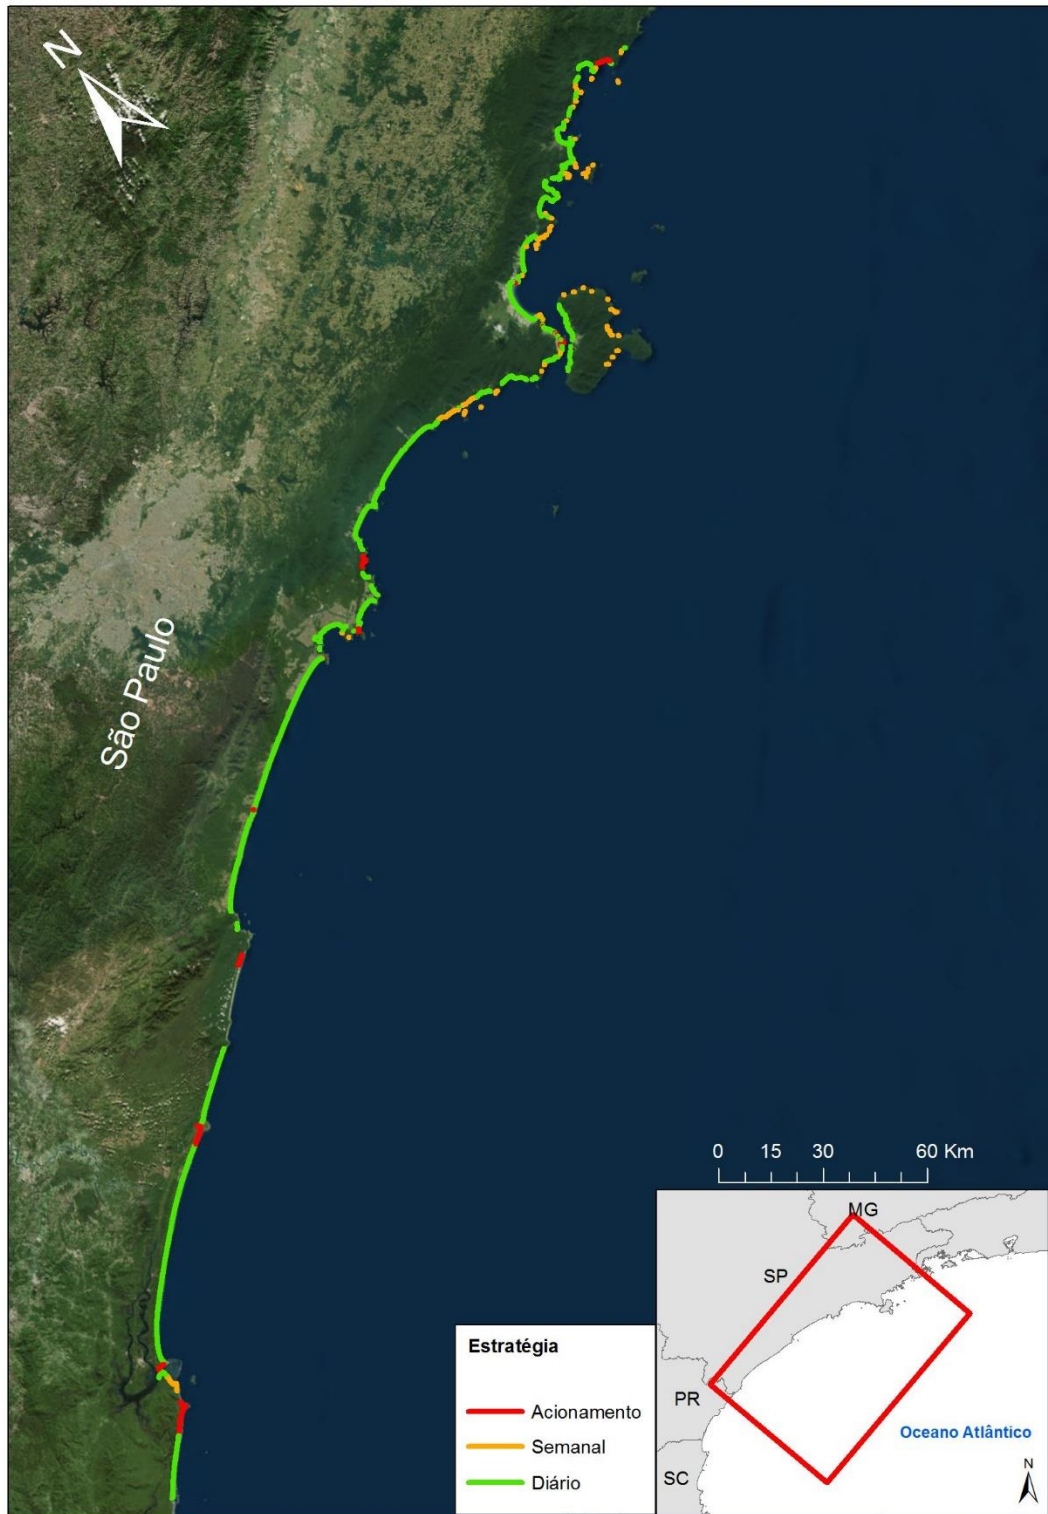 N
São Paulo
0 15 30 60 Km
MG
SP
PR
SC
Oceano Atlântico
N
Estratégia
Acionamento
Semanal
Diário